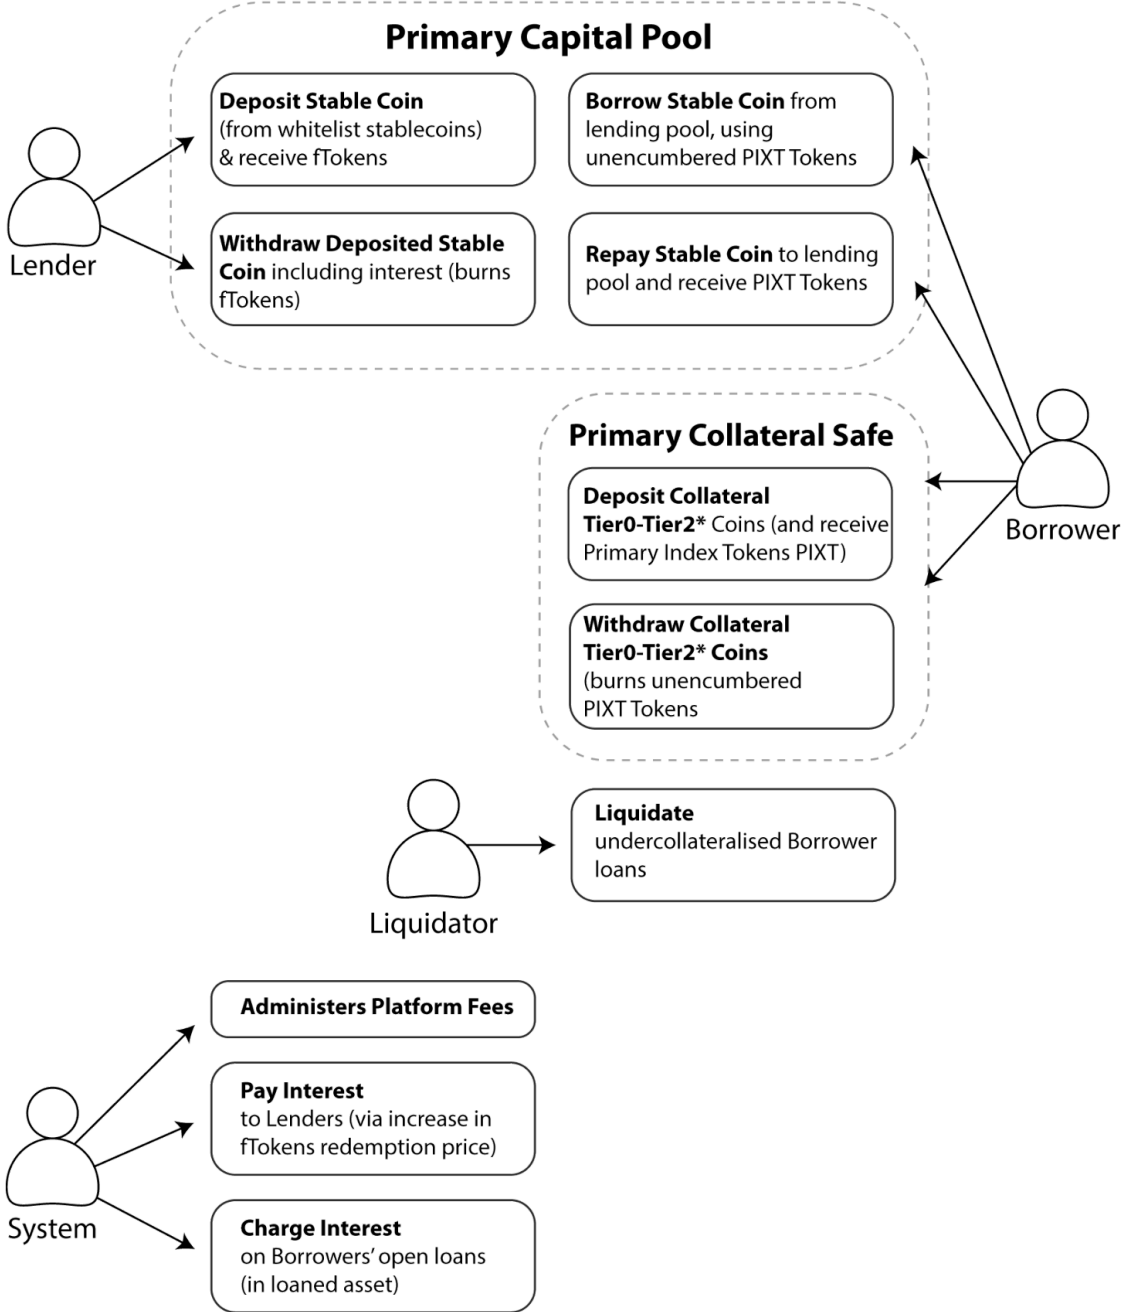 Primary Capital Pool
Deposit Stable Coin
(from whitelist stablecoins)
& receive fTokens
Borrow Stable Coin from
lending pool, using
unencumbered PIXT Tokens
Lender
Withdraw Deposited Stable
Coin including interest (burns
fTokens)
Repay Stable Coin to lending
pool and receive PIXT Tokens
Primary Collateral Safe
Deposit Collateral
Tier0-Tier2* Coins (and receive
Primary Index Tokens PIXT)
Borrower
Withdraw Collateral
Tier0-Tier2* Coins
(burns unencumbered
PIXT Tokens
Liquidate
undercollateralised Borrower
loans
Liquidator
Administers Platform Fees
Pay Interest
to Lenders (via increase in
fTokens redemption price)
System
Charge Interest
on Borrowers’ open loans
(in loaned asset)